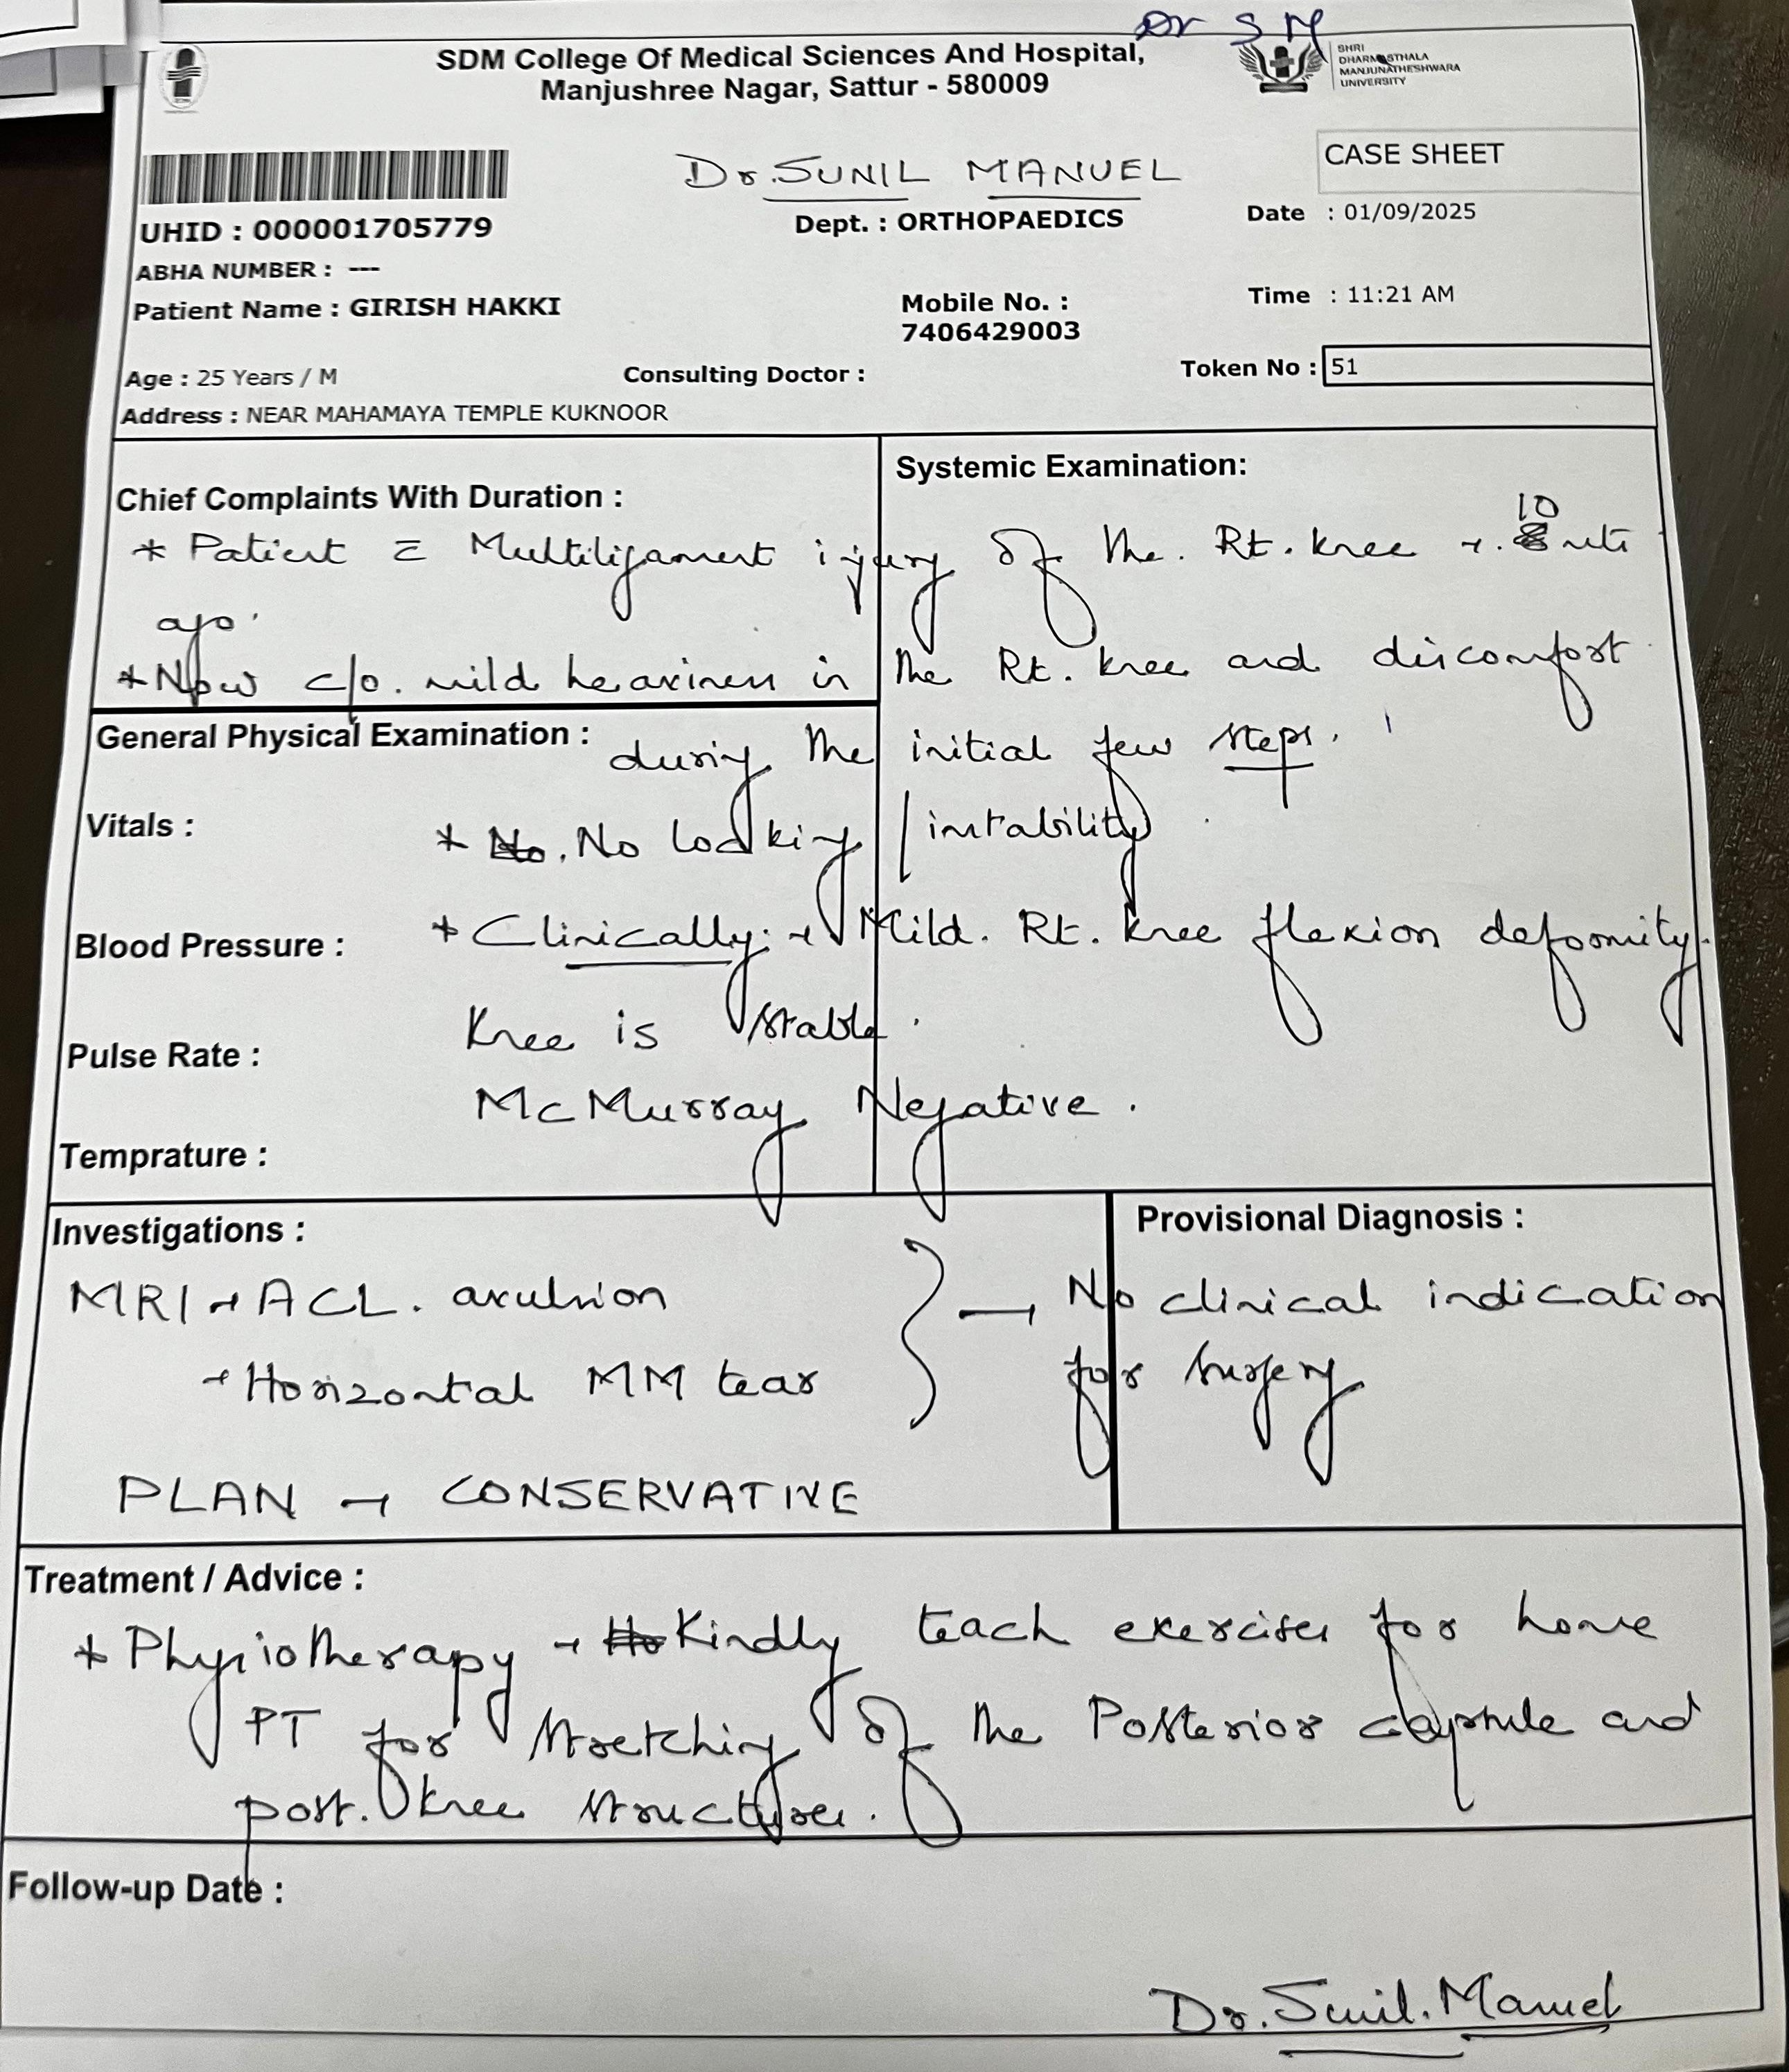 Dr S M
SDM College Of Medical Sciences And Hospital,
Manjushree Nagar, Sattur - 580009
SHRI
DHARMASTHALA
MANJUNATHESHWARA
UNIVERSITY
Dr. SUNIL MANUEL
CASE SHEET
UHID : 000001705779
Dept. : ORTHOPAEDICS
Date : 01/09/2025
ABHA NUMBER : ---
Patient Name : GIRISH HAKKI
Mobile No. :
7406429003
Time : 11:21 AM
Age : 25 Years / M
Consulting Doctor :
Token No : 51
Address : NEAR MAHAMAYA TEMPLE KUKNOOR
Chief Complaints With Duration :
Systemic Examination:
* Patient c̄ Multiligament injury of the Rt. knee → 10
ago.
* Now c/o. mild heaviness in the Rt. knee and discomfort
General Physical Examination :
during the initial few steps.
Vitals :
* No locking / instability
Blood Pressure :
* Clinically: → Mild. Rt. knee flexion deformity.
Knee is stable.
Pulse Rate :
McMurray Negative.
Temprature :
Investigations :
Provisional Diagnosis :
MRI → ACL. avulsion
→ Horizontal MM tear
→ No clinical indication
for surgery
PLAN → CONSERVATIVE
Treatment / Advice :
* Physiotherapy → Kindly teach exercises for home
PT for stretching of the Posterior capsule and
post. knee structures.
Follow-up Date :
Dr. Sunil. Manuel